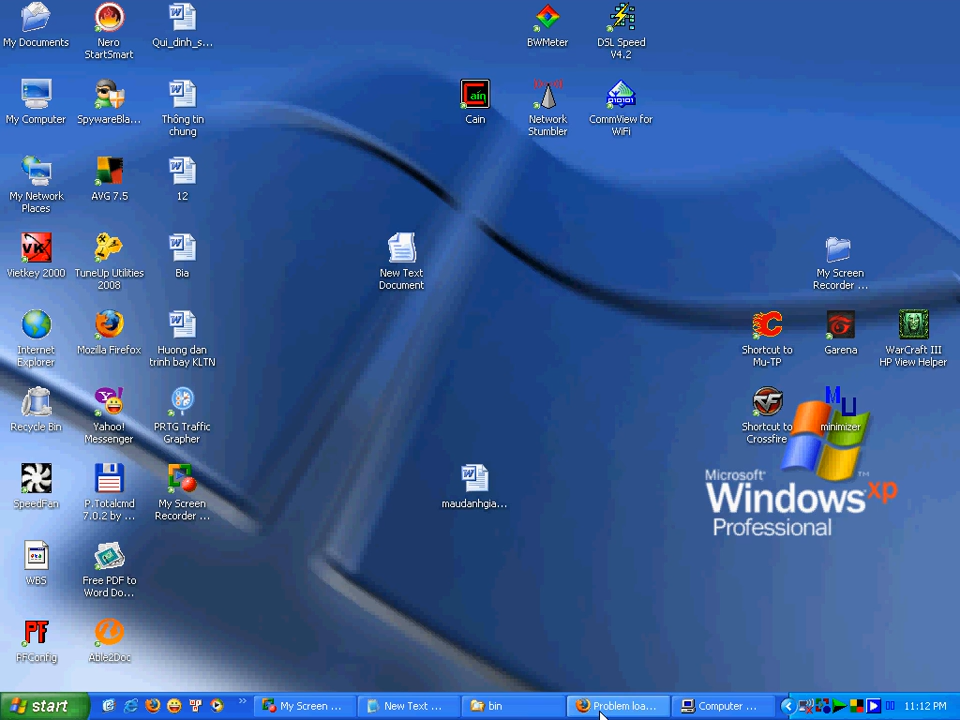 My Documents
Nero
StartSmart
Qui_dinh_s...
BWMeter
DSL Speed
V4.2
My Computer
SpywareBla...
Thông tin
chung
Cain
Network
Stumbler
CommView for
WiFi
My Network
Places
AVG 7.5
12
Vietkey 2000
TuneUp Utilities
2008
Bia
New Text
Document
My Screen
Recorder ...
Internet
Explorer
Mozilla Firefox
Huong dan
trinh bay KLTN
Shortcut to
Mu-TP
Garena
WarCraft III
HP View Helper
Recycle Bin
Yahoo!
Messenger
PRTG Traffic
Grapher
Shortcut to
Crossfire
minimizer
SpeedFan
P.Totalcmd
7.0.2 by ...
My Screen
Recorder ...
maudanhgia...
Microsoft®
Windows xp
Professional
WBS
Free PDF to
Word Do...
FFConfig
Able2Doc
start
My Screen ...
New Text ...
bin
Problem loa...
Computer ...
11:12 PM